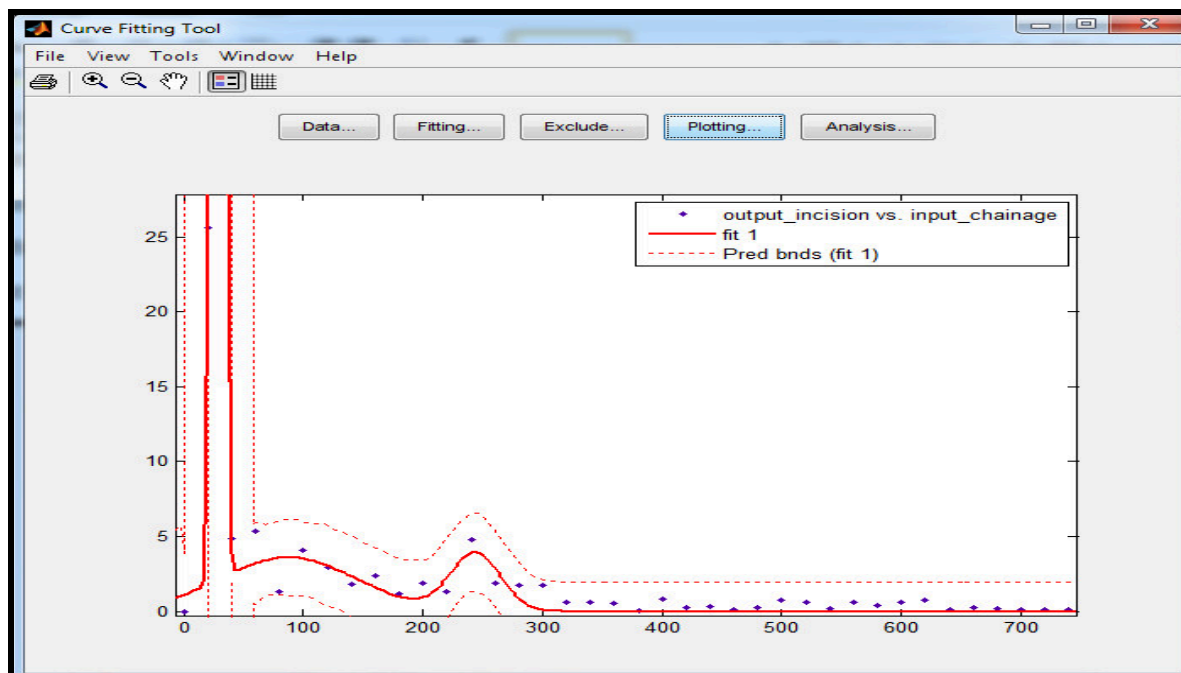 Curve Fitting Tool
File View Tools Window Help
Data... Fitting... Exclude... Plotting... Analysis...
output_incision vs. input_chainage
fit 1
Pred bnds (fit 1)
25
20
15
10
5
0
0 100 200 300 400 500 600 700